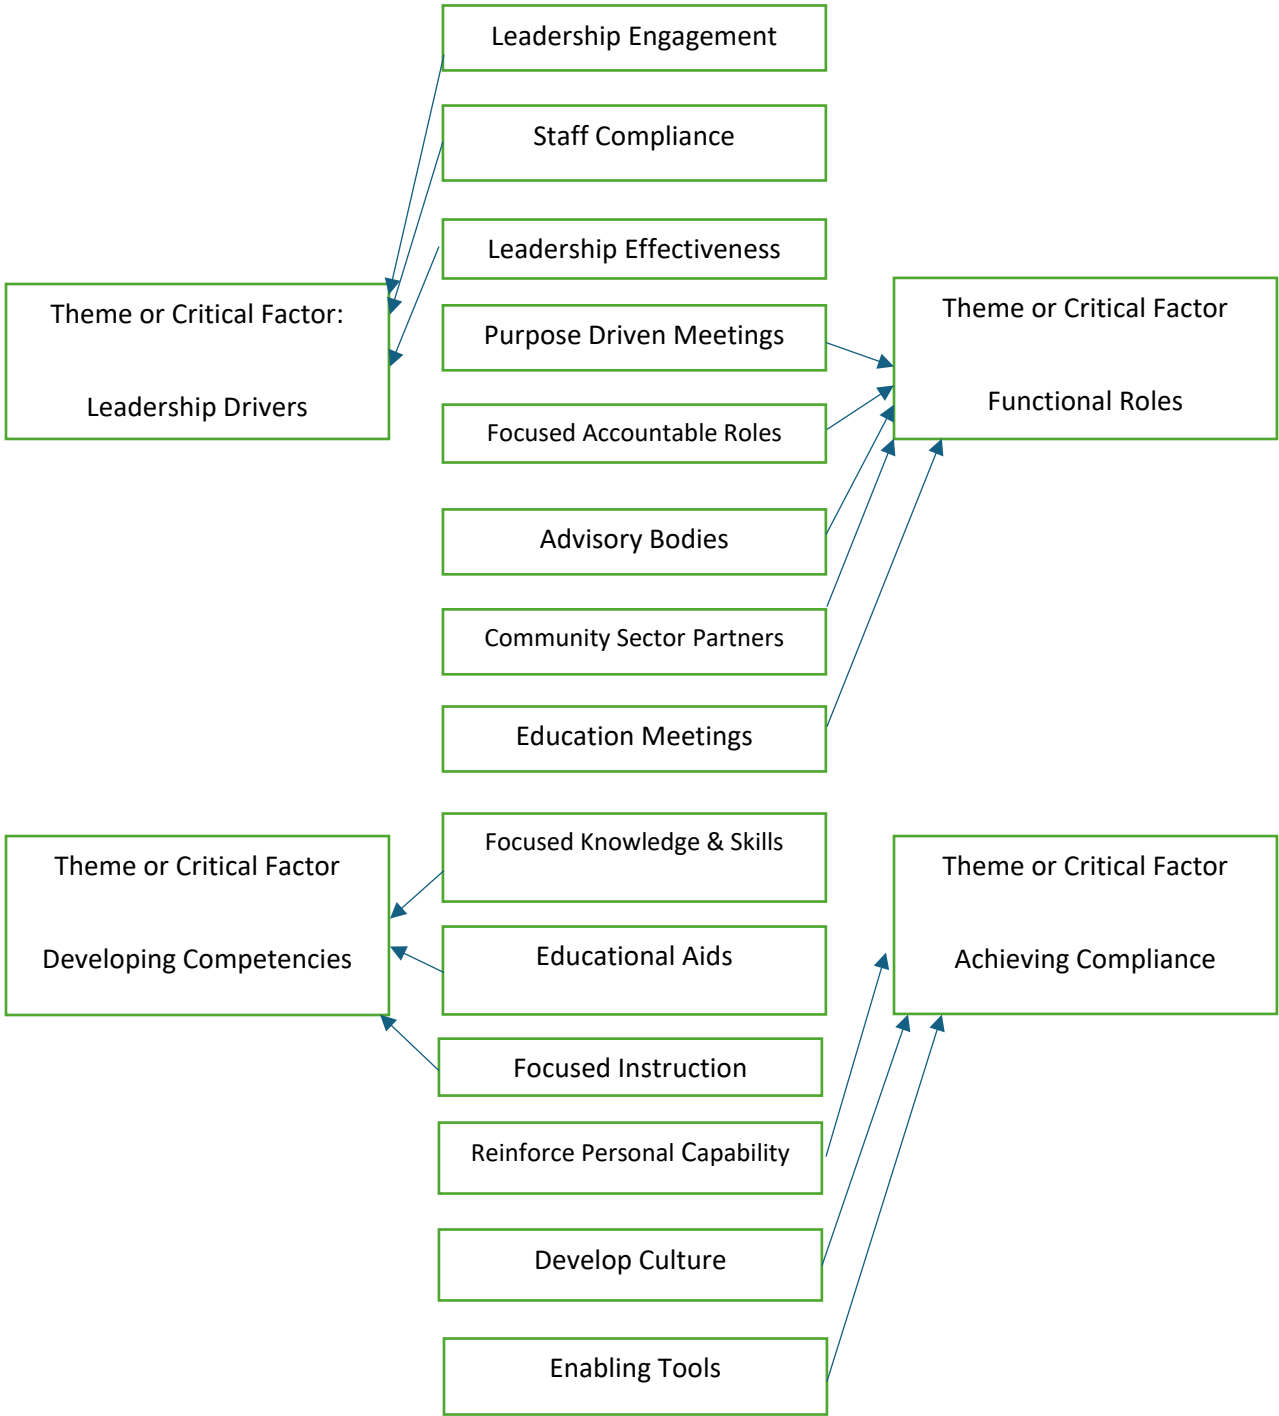 Leadership Engagement
Staff Compliance
Leadership Effectiveness
Theme or Critical Factor:
Leadership Drivers
Purpose Driven Meetings
Focused Accountable Roles
Theme or Critical Factor
Functional Roles
Advisory Bodies
Community Sector Partners
Education Meetings
Theme or Critical Factor
Developing Competencies
Focused Knowledge & Skills
Educational Aids
Focused Instruction
Theme or Critical Factor
Achieving Compliance
Reinforce Personal Capability
Develop Culture
Enabling Tools